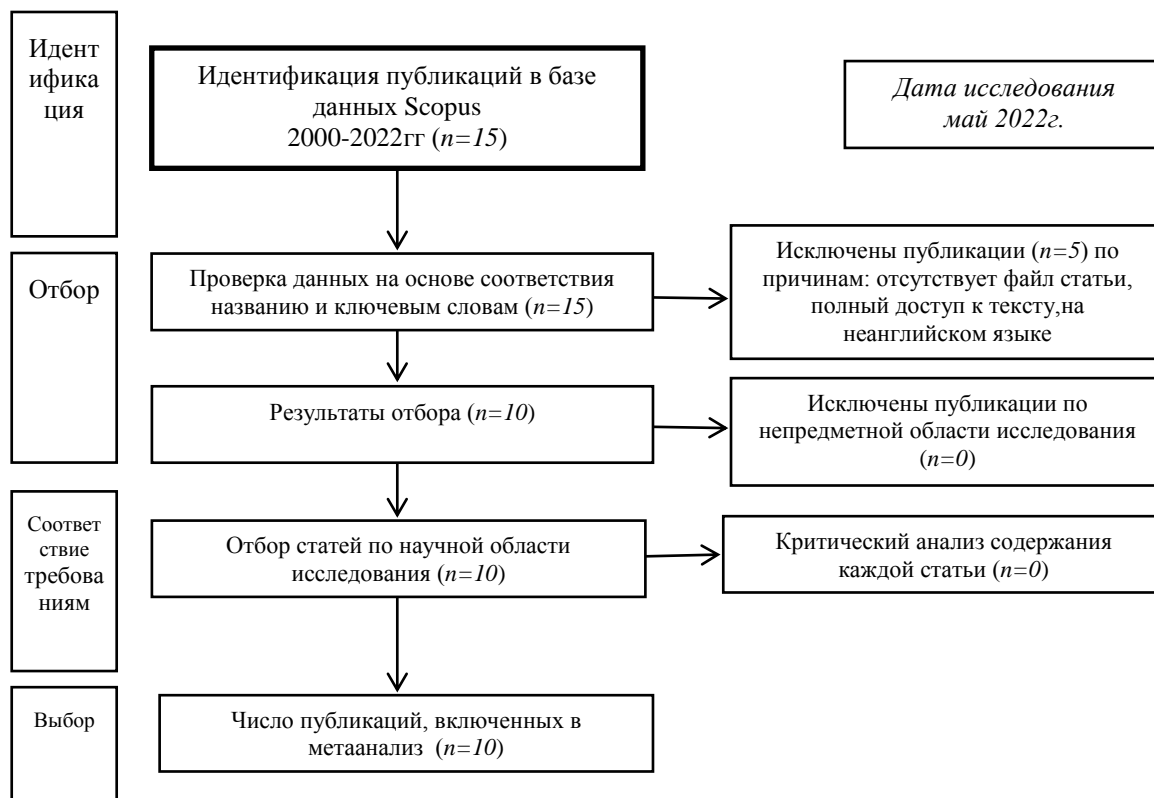 Идент
ифика
ция
Идентификация публикаций в базе
данных Scopus
2000-2022гг (n=15)
Дата исследования
май 2022г.
Отбор
Проверка данных на основе соответствия
названию и ключевым словам (n=15)
Исключены публикации (n=5) по
причинам: отсутствует файл статьи,
полный доступ к тексту,на
неанглийском языке
Результаты отбора (n=10)
Исключены публикации по
непредметной области исследования
(n=0)
Соответ
ствие
требова
ниям
Отбор статей по научной области
исследования (n=10)
Критический анализ содержания
каждой статьи (n=0)
Выбор
Число публикаций, включенных в
метаанализ (n=10)